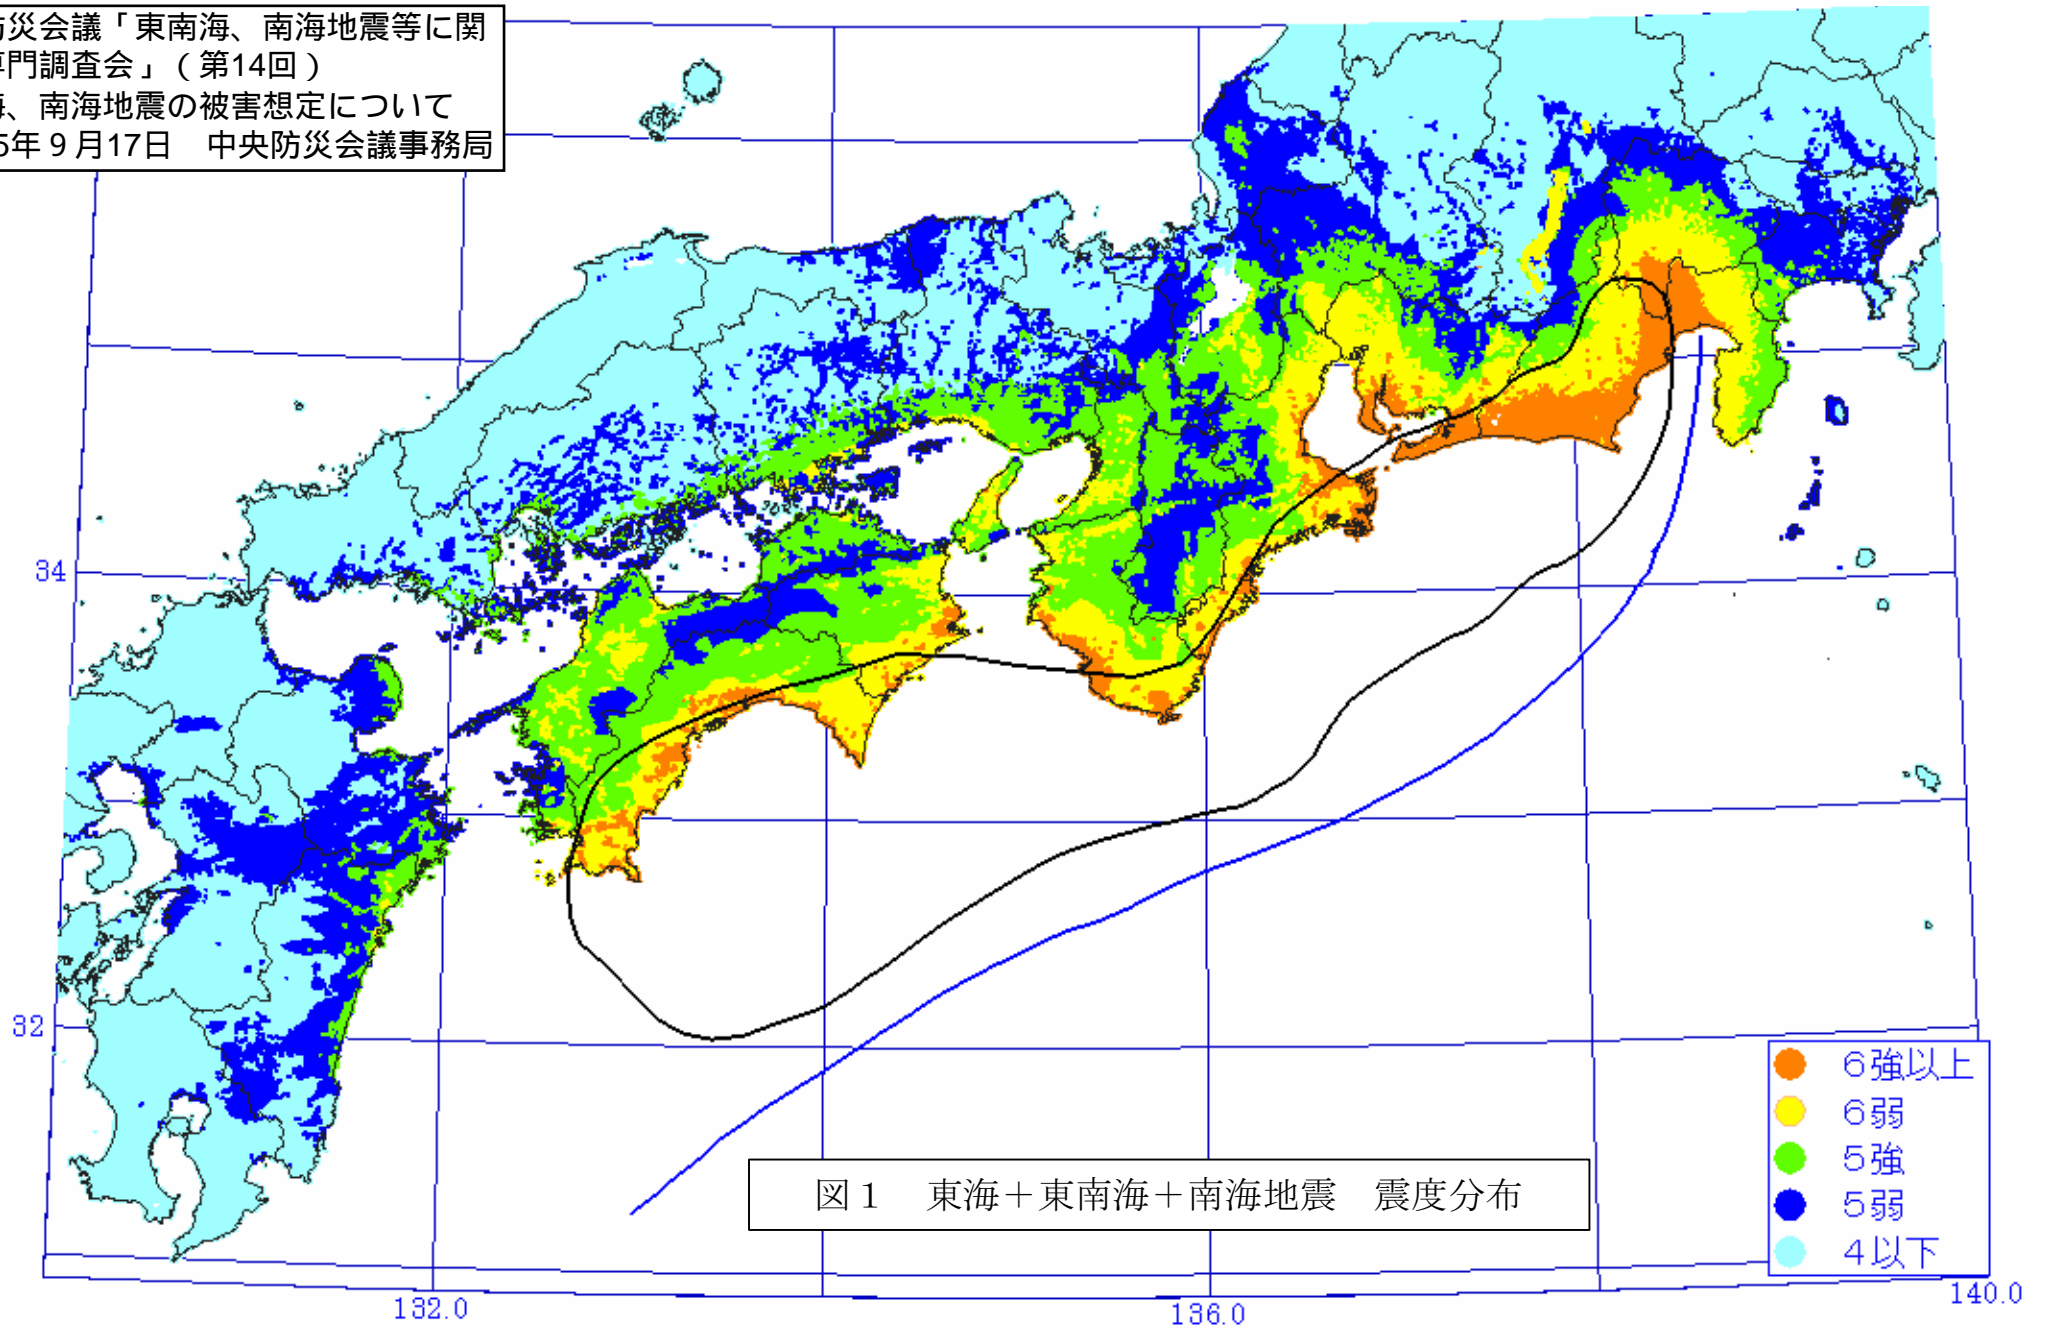 防災会議「東南海、南海地震等に関
専門調査会」（第14回）
海、南海地震の被害想定について
5年９月17日　中央防災会議事務局
34
32
132.0
136.0
140.0
図１　東海＋東南海＋南海地震　震度分布
６強以上
６弱
５強
５弱
４以下